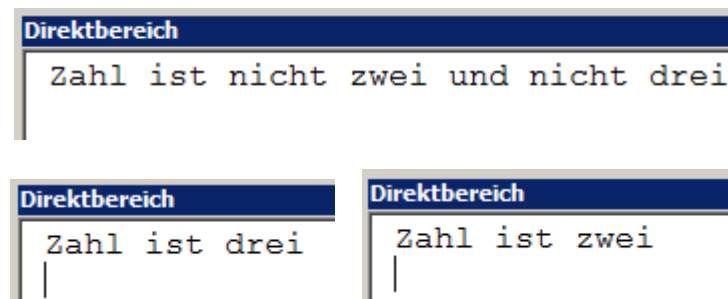 Direktbereich
Zahl ist nicht zwei und nicht drei
Direktbereich
Zahl ist drei
Direktbereich
Zahl ist zwei